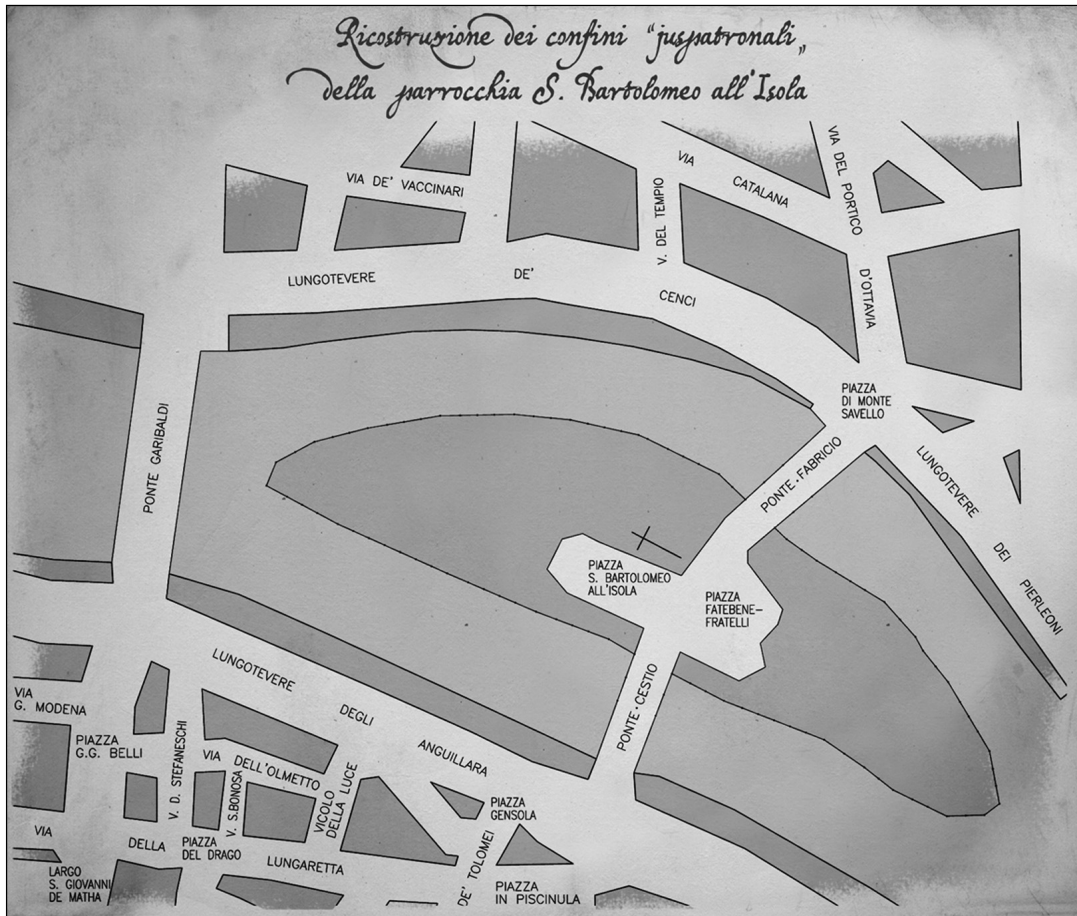 Ricostruzione dei confini "juspatronali„
della parrocchia S. Bartolomeo all'Isola
VIA DEL PORTICO
D'OTTAVIA
VIA
CATALANA
VIA DE' VACCINARI
V. DEL TEMPIO
LUNGOTEVERE
DE'
CENCI
PIAZZA
DI MONTE
SAVELLO
PONTE GARIBALDI
PONTE-FABRICIO
LUNGOTEVERE
DEI
PIERLEONI
PIAZZA
S. BARTOLOMEO
ALL'ISOLA
PIAZZA
FATEBENE-
FRATELLI
PONTE-CESTIO
LUNGOTEVERE
DEGLI
ANGUILLARA
VIA
G. MODENA
PIAZZA
G.G. BELLI
V. D. STEFANESCHI
VIA
DELL'OLMETTO
V. S.BONOSA
VICOLO
DELLA LUCE
PIAZZA
GENSOLA
VIA
DELLA
PIAZZA
DEL DRAGO
LUNGARETTA
DE' TOLOMEI
LARGO
S. GIOVANNI
DE MATHA
PIAZZA
IN PISCINULA